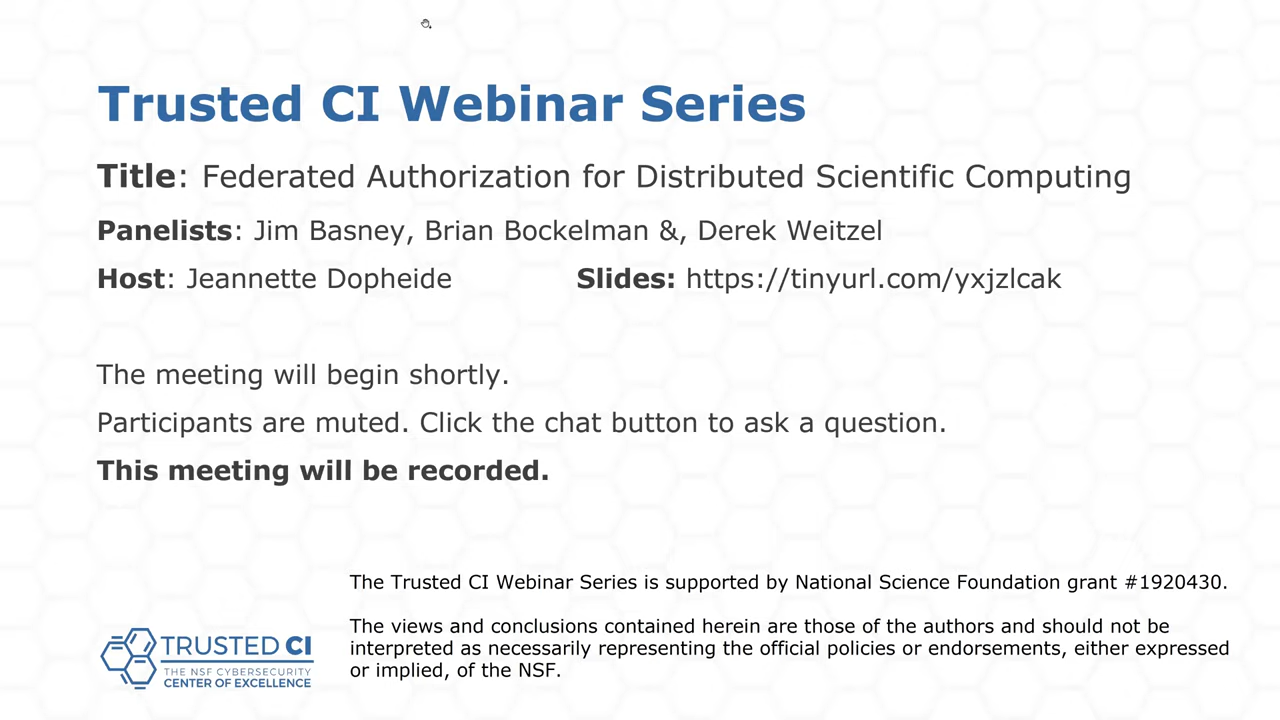 Trusted CI Webinar Series
Title: Federated Authorization for Distributed Scientific Computing
Panelists: Jim Basney, Brian Bockelman &, Derek Weitzel
Host: Jeannette Dopheide Slides: https://tinyurl.com/yxjzlcak
The meeting will begin shortly.
Participants are muted. Click the chat button to ask a question.
This meeting will be recorded.
The Trusted CI Webinar Series is supported by National Science Foundation grant #1920430.
The views and conclusions contained herein are those of the authors and should not be
interpreted as necessarily representing the official policies or endorsements, either expressed
or implied, of the NSF.
TRUSTED CI
THE NSF CYBERSECURITY
CENTER OF EXCELLENCE